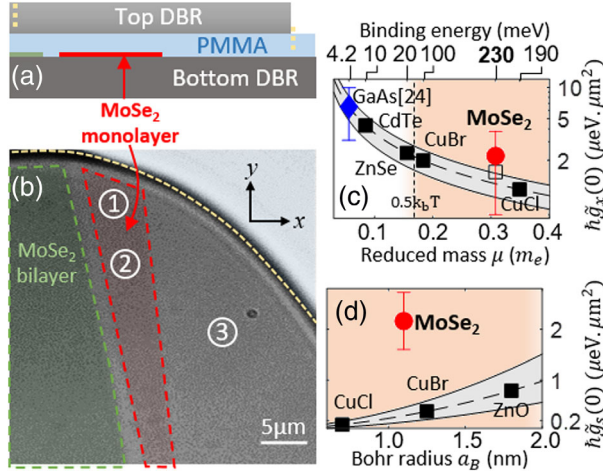 Top DBR
PMMA
(a)
Bottom DBR
MoSe₂
monolayer
(b)
y
x
①
②
③
MoSe₂
bilayer
5μm
Binding energy (meV)
4.2 10 20 100 230 190
GaAs[24]
CdTe
ZnSe
CuBr
MoSe₂
CuCl
(c)
0.5k_bT
10
5
2
ħg̃ₓ(0) (μeV.μm²)
0.1 0.2 0.3 0.4
Reduced mass μ (mₑ)
(d)
MoSe₂
CuCl
CuBr
ZnO
2
1
0.2
ħg̃ₛ(0) (μeV.μm²)
1.0 1.5 2.0
Bohr radius a_B (nm)